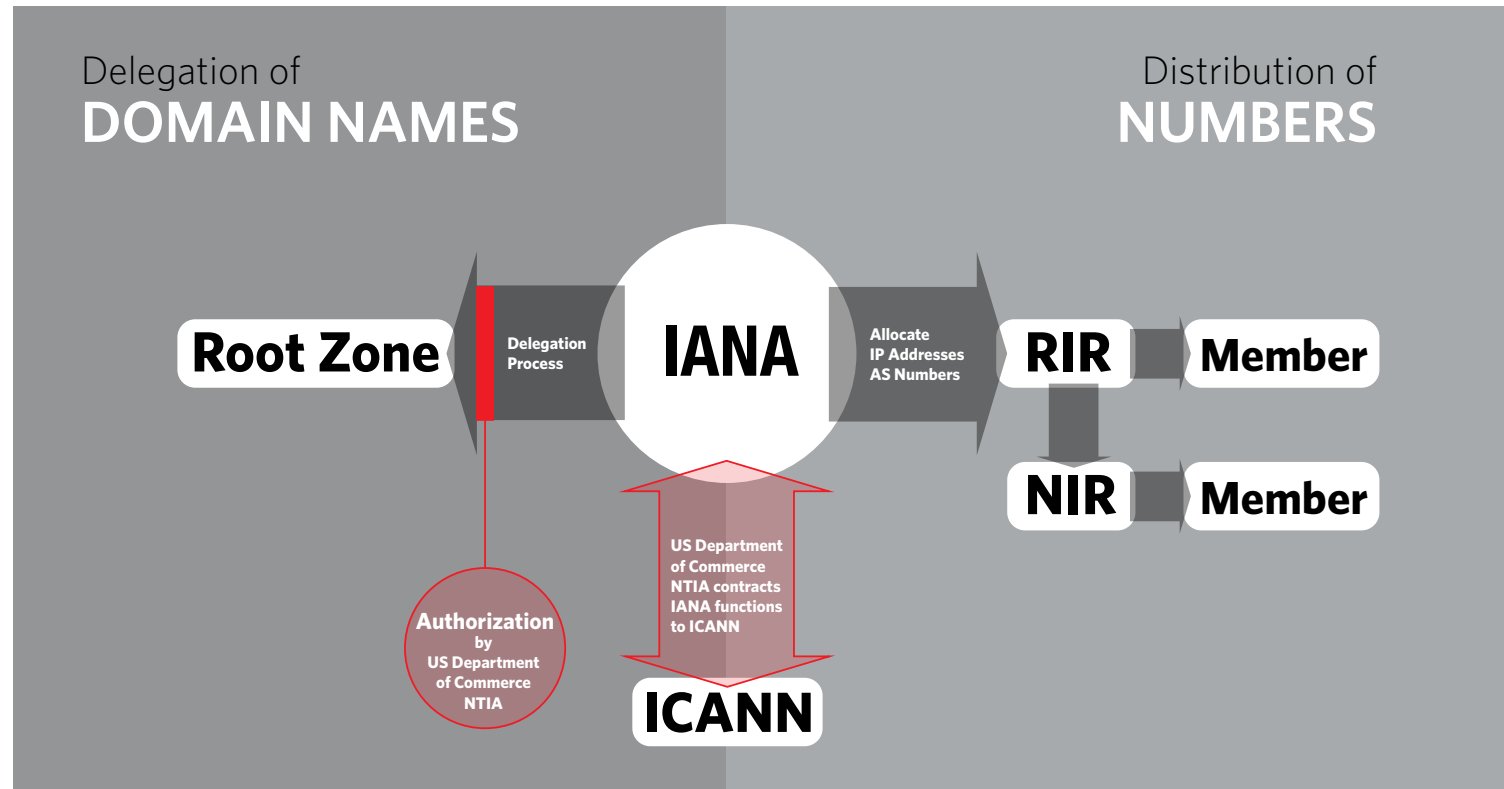 Delegation of
DOMAIN NAMES
Distribution of
NUMBERS
Root Zone
Delegation
Process
IANA
Allocate
IP Addresses
AS Numbers
RIR
Member
NIR
Member
US Department
of Commerce
NTIA contracts
IANA functions
to ICANN
Authorization
by
US Department
of Commerce
NTIA
ICANN